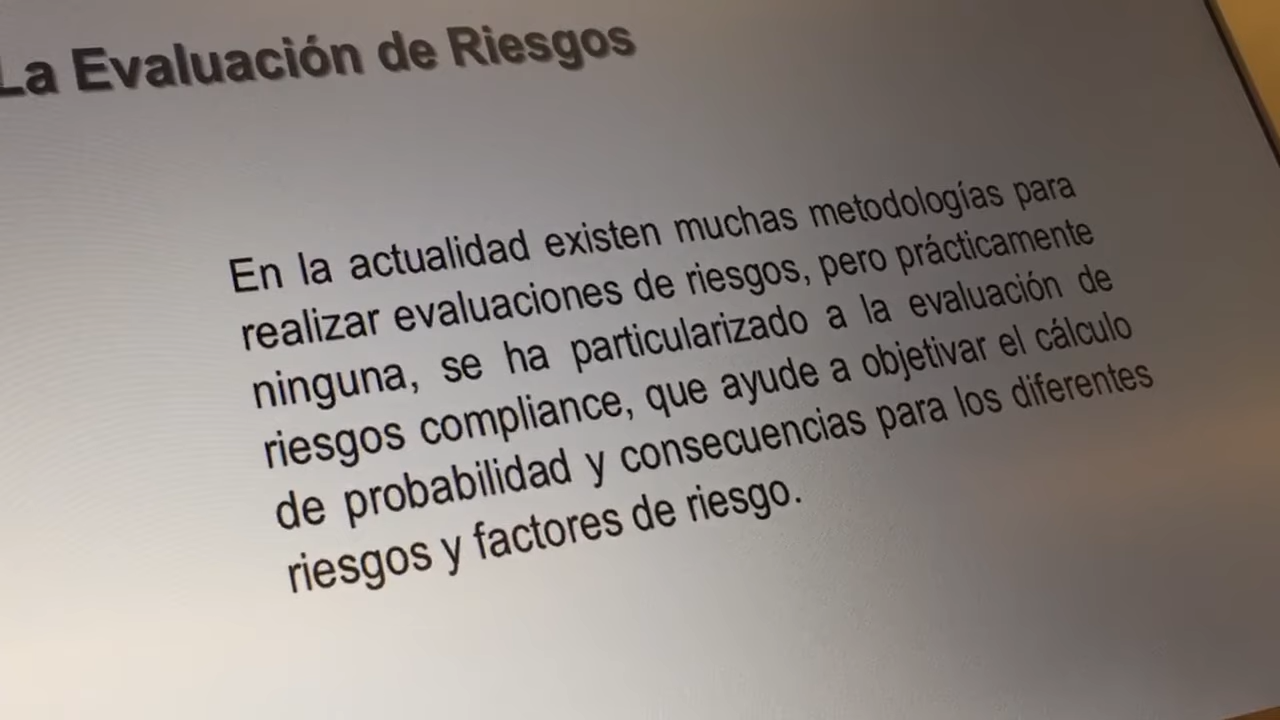 La Evaluación de Riesgos
En la actualidad existen muchas metodologías para
realizar evaluaciones de riesgos, pero prácticamente
ninguna, se ha particularizado a la evaluación de
riesgos compliance, que ayude a objetivar el cálculo
de probabilidad y consecuencias para los diferentes
riesgos y factores de riesgo.